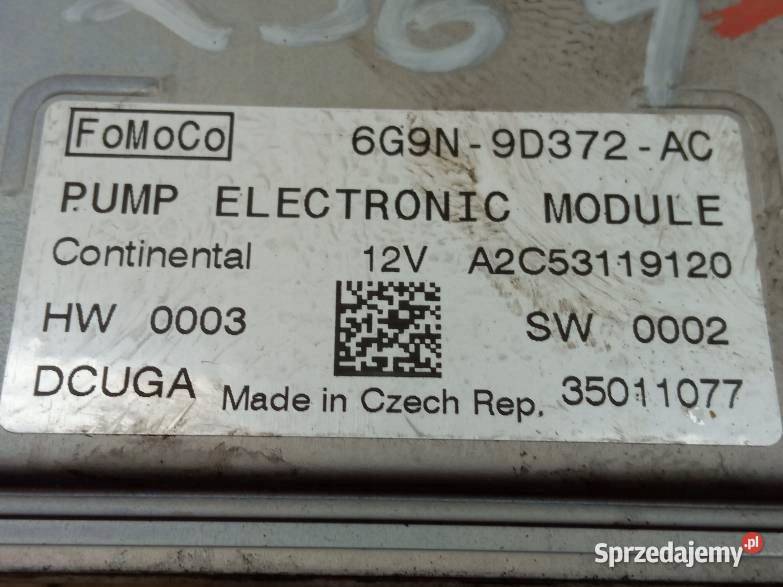 FoMoCo 6G9N-9D372-AC
PUMP ELECTRONIC MODULE
Continental 12V A2C53119120
HW 0003 SW 0002
DCUGA Made in Czech Rep. 35011077
Sprzedajemy.pl